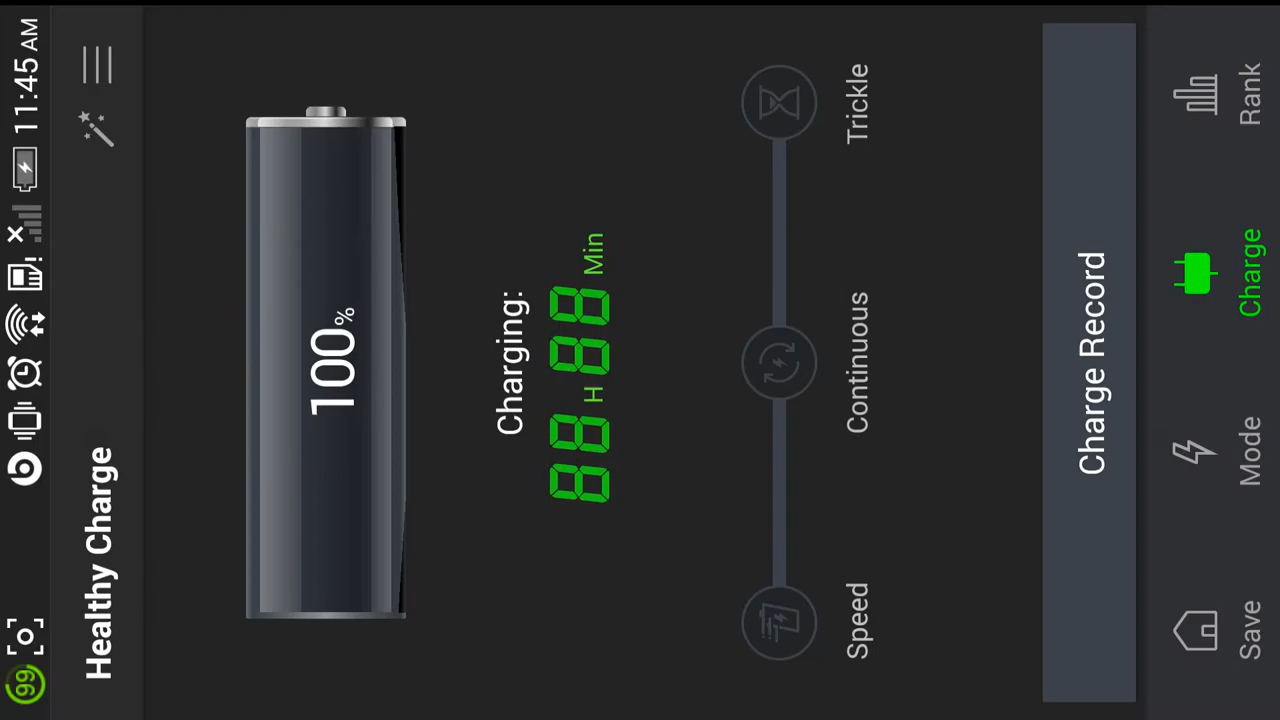 99
11:45 AM
Healthy Charge
100%
Charging:
88 H 88 Min
Speed
Continuous
Trickle
Charge Record
Save
Mode
Charge
Rank